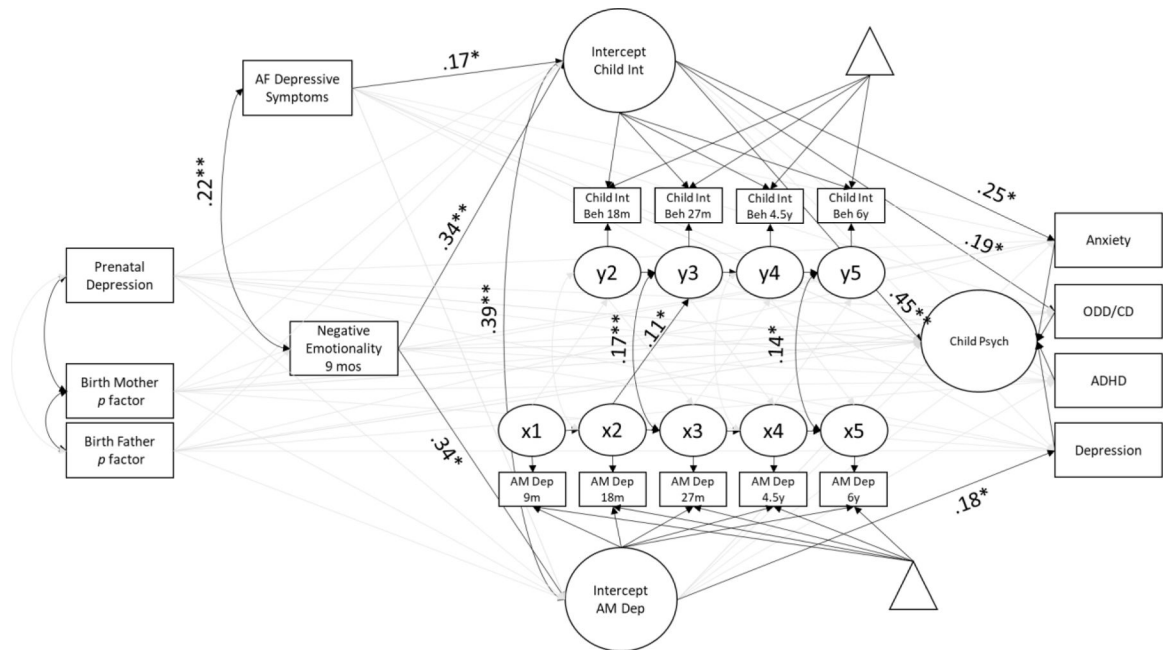 Intercept
Child Int
AF Depressive
Symptoms
.17*
.22**
.34**
.39**
Child Int
Beh 18m
Child Int
Beh 27m
Child Int
Beh 4.5y
Child Int
Beh 6y
.25*
.19*
Anxiety
Prenatal
Depression
y2
y3
y4
y5
.45**
ODD/CD
Negative
Emotionality
9 mos
.17**
.11*
.14*
Child Psych
Birth Mother
p factor
ADHD
Birth Father
p factor
.34*
x1
x2
x3
x4
x5
Depression
AM Dep
9m
AM Dep
18m
AM Dep
27m
AM Dep
4.5y
AM Dep
6y
.18*
Intercept
AM Dep